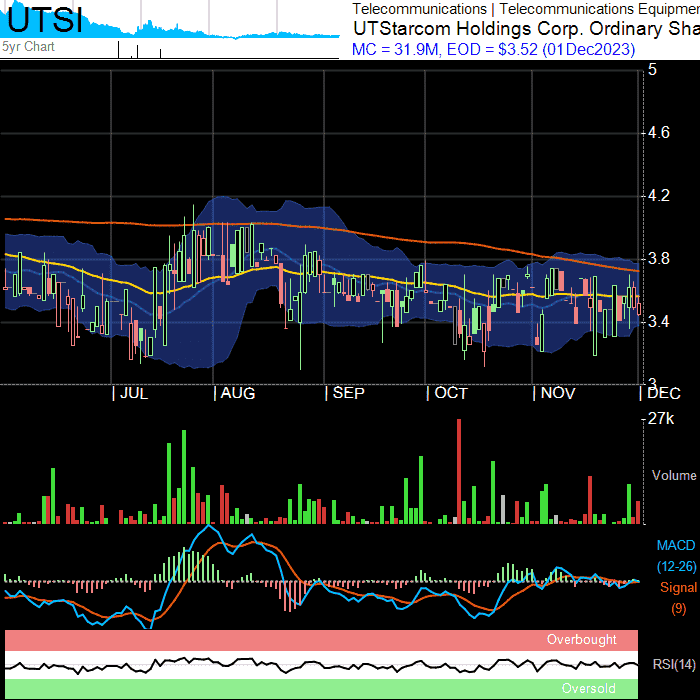 UTSI
5yr Chart
Telecommunications | Telecommunications Equipmen
UTStarcom Holdings Corp. Ordinary Sha
MC = 31.9M, EOD = $3.52 (01Dec2023)
5
4.6
4.2
3.8
3.4
3
JUL AUG SEP OCT NOV DEC
27k
Volume
MACD
(12-26)
Signal
(9)
Overbought
RSI(14)
Oversold